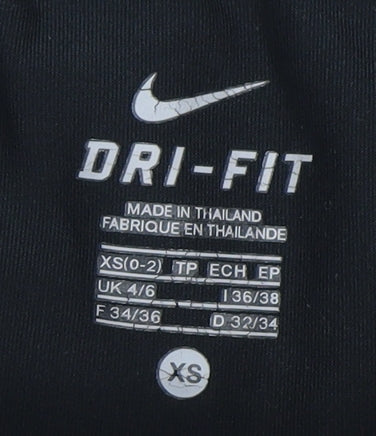 DRI-FIT
MADE IN THAILAND
FABRIQUE EN THAILANDE
XS(0-2) TP ECH EP
UK 4/6 I 36/38
F 34/36 D 32/34
XS